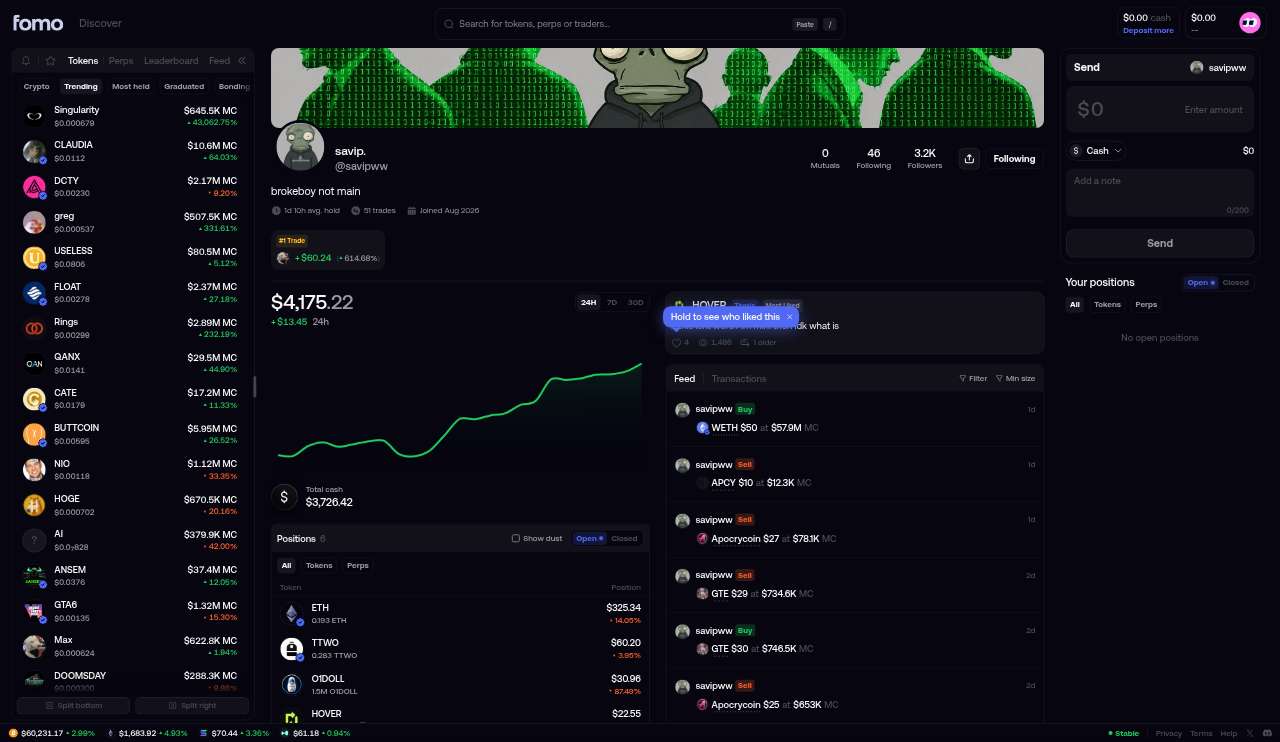 fomo
Discover
Search for tokens, perps or traders...
Paste
/
$0.00 cash
Deposit more
$0.00
--
Tokens
Perps
Leaderboard
Feed
Crypto
Trending
Most held
Graduated
Bonding
Singularity $645.5K MC
$0.000679 43,062.75%
CLAUDIA $10.6M MC
$0.0112 64.03%
DCTY $2.17M MC
$0.00230 9.20%
greg $507.5K MC
$0.000537 331.61%
USELESS $80.5M MC
$0.0806 5.12%
FLOAT $2.37M MC
$0.00278 27.18%
Rings $2.89M MC
$0.00299 232.19%
QANX $29.5M MC
$0.0141 44.90%
CATE $17.2M MC
$0.0179 11.33%
BUTTCOIN $5.95M MC
$0.00595 26.52%
NIO $1.12M MC
$0.00118 33.35%
HOGE $670.5K MC
$0.000702 20.16%
AI $379.9K MC
$0.0₇828 42.00%
ANSEM $37.4M MC
$0.0376 12.05%
GTA6 $1.32M MC
$0.00135 15.30%
Max $622.8K MC
$0.000624 1.94%
DOOMSDAY $288.3K MC
$0.000300 9.86%
Split bottom
Split right
savip.
@savipww
0 Mutuals
46 Following
3.2K Followers
Following
brokeboy not main
1d 10h avg. hold
51 trades
Joined Aug 2026
#1 Trade
+$60.24 (614.68%)
$4,175.22
+$13.45 24h
24H
7D
30D
Total cash
$3,726.42
Positions 6
Show dust
Open
Closed
All
Tokens
Perps
Token
Position
ETH $325.34
0.193 ETH 14.05%
TTWO $60.20
0.283 TTWO 3.95%
O1DOLL $30.96
1.5M O1DOLL 87.49%
HOVER $22.55
HOVER Thesis Most Liked
Hold to see who liked this ×
idk what is
4
1,486
1 order
Feed
Transactions
Filter
Min size
savipww Buy 1d
WETH $50 at $57.9M MC
savipww Sell 1d
APCY $10 at $12.3K MC
savipww Sell 1d
Apocrycoin $27 at $78.1K MC
savipww Sell 2d
GTE $29 at $734.6K MC
savipww Buy 2d
GTE $30 at $746.5K MC
savipww Sell 2d
Apocrycoin $25 at $653K MC
Send
savipww
$0
Enter amount
$ Cash
$0
Add a note
0/200
Send
Your positions
Open
Closed
All
Tokens
Perps
No open positions
$60,231.17 2.99%
$1,683.92 4.93%
$70.44 3.36%
$61.18 0.94%
Stable
Privacy
Terms
Help